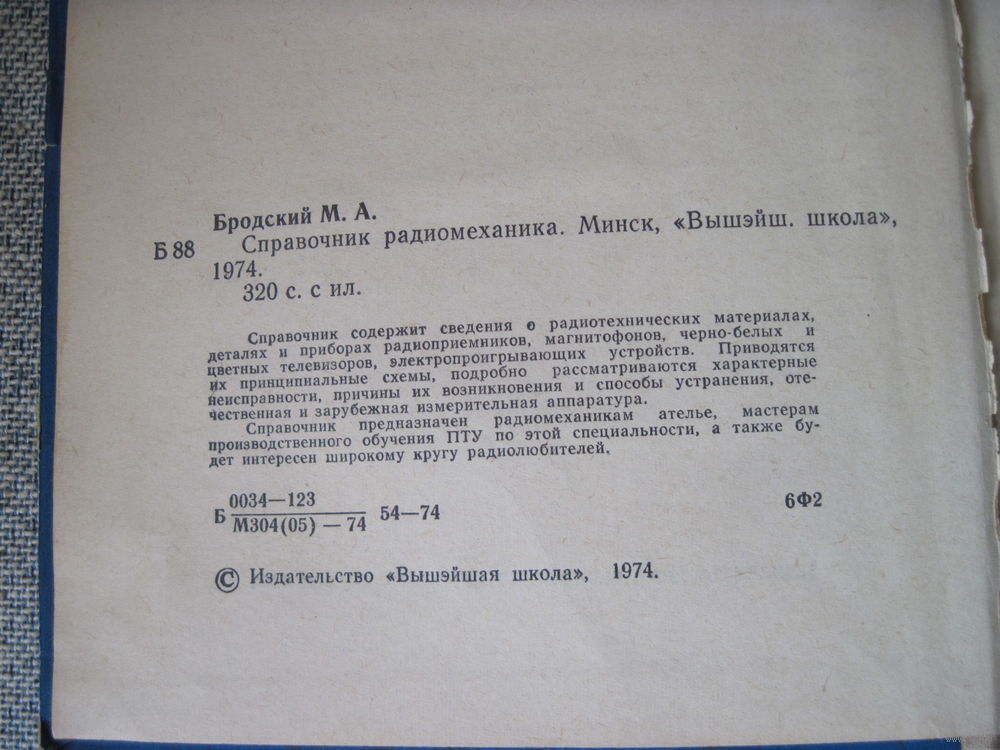 Бродский М. А.
Б 88 Справочник радиомеханика. Минск, «Вышэйш. школа»,
1974.
320 с. с ил.
Справочник содержит сведения о радиотехнических материалах,
деталях и приборах радиоприемников, магнитофонов, черно-белых и
цветных телевизоров, электропроигрывающих устройств. Приводятся
их принципиальные схемы, подробно рассматриваются характерные
неисправности, причины их возникновения и способы устранения, оте-
чественная и зарубежная измерительная аппаратура.
Справочник предназначен радиомеханикам ателье, мастерам
производственного обучения ПТУ по этой специальности, а также бу-
дет интересен широкому кругу радиолюбителей.
0034—123
Б 54—74 6Ф2
М304(05) — 74
© Издательство «Вышэйшая школа», 1974.